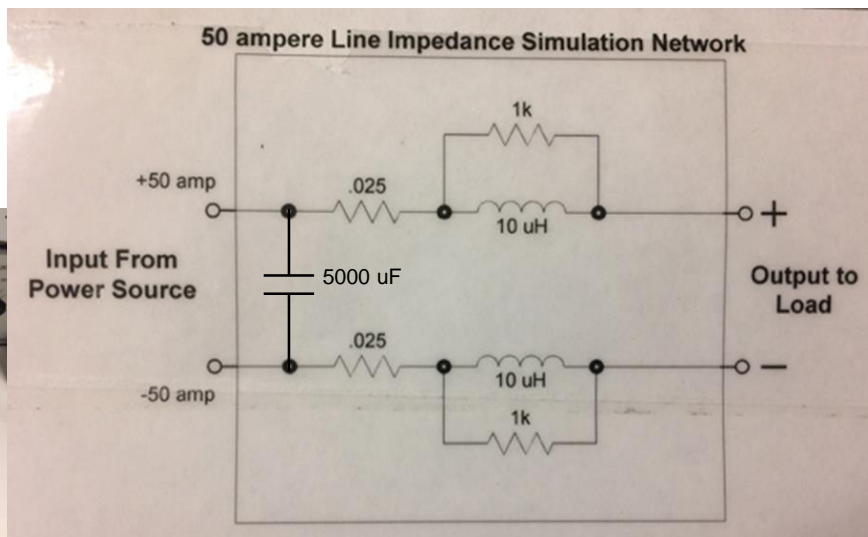 50 ampere Line Impedance Simulation Network
1k
+50 amp
.025
+
10 uH
Input From
Power Source
5000 uF
Output to
Load
.025
−
-50 amp
10 uH
1k